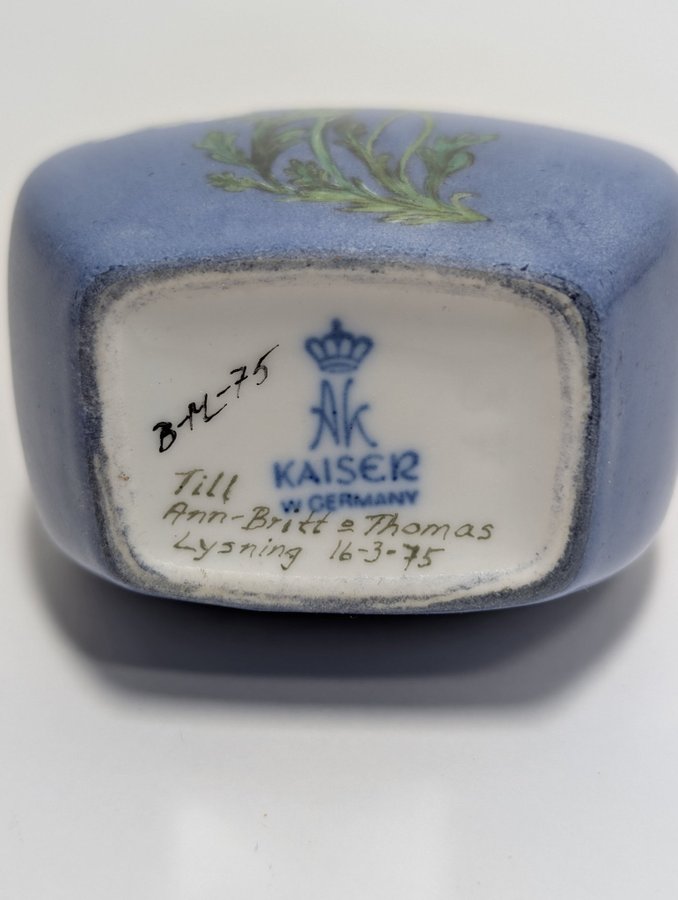 B-M-75
AK
KAISER
W. GERMANY
Till
Ann-Britt o Thomas
Lysning 16-3-75